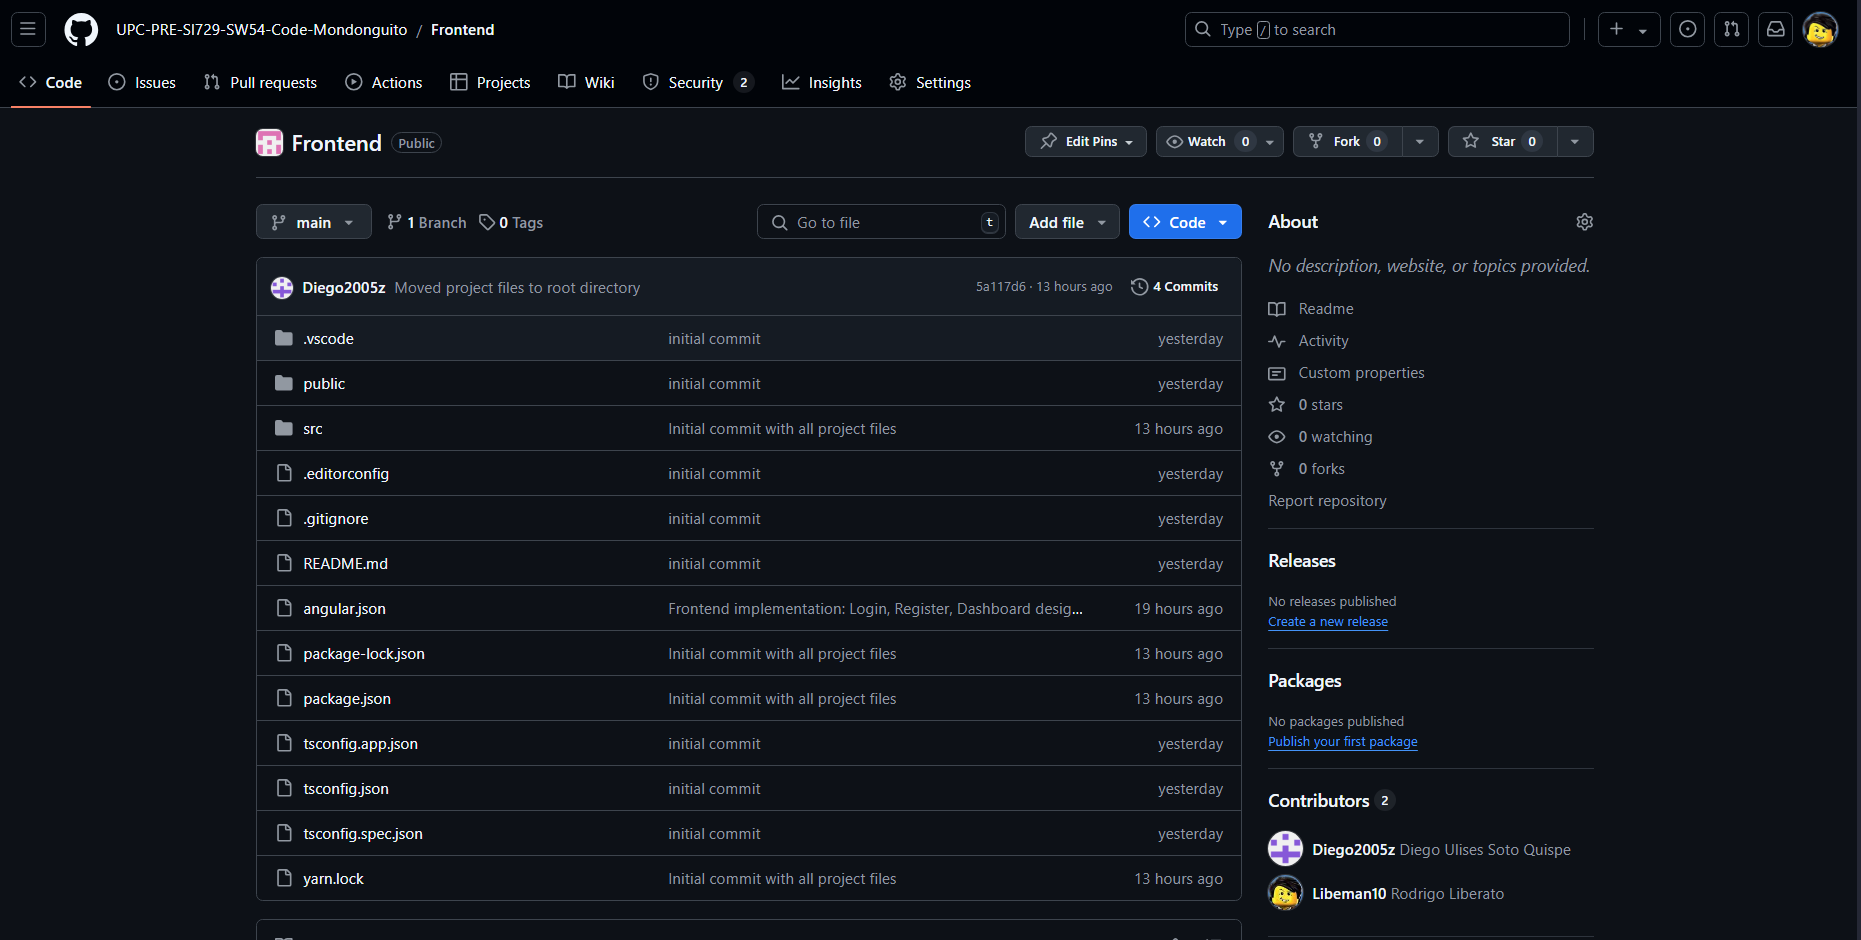 UPC-PRE-SI729-SW54-Code-Mondonguito / Frontend
Type / to search
Code
Issues
Pull requests
Actions
Projects
Wiki
Security 2
Insights
Settings
Frontend Public
Edit Pins
Watch 0
Fork 0
Star 0
main
1 Branch
0 Tags
Go to file t
Add file
Code
Diego2005z Moved project files to root directory 5a117d6 · 13 hours ago 4 Commits
.vscode initial commit yesterday
public initial commit yesterday
src Initial commit with all project files 13 hours ago
.editorconfig initial commit yesterday
.gitignore initial commit yesterday
README.md initial commit yesterday
angular.json Frontend implementation: Login, Register, Dashboard desig... 19 hours ago
package-lock.json Initial commit with all project files 13 hours ago
package.json Initial commit with all project files 13 hours ago
tsconfig.app.json initial commit yesterday
tsconfig.json initial commit yesterday
tsconfig.spec.json initial commit yesterday
yarn.lock Initial commit with all project files 13 hours ago
About
No description, website, or topics provided.
Readme
Activity
Custom properties
0 stars
0 watching
0 forks
Report repository
Releases
No releases published
Create a new release
Packages
No packages published
Publish your first package
Contributors 2
Diego2005z Diego Ulises Soto Quispe
Libeman10 Rodrigo Liberato